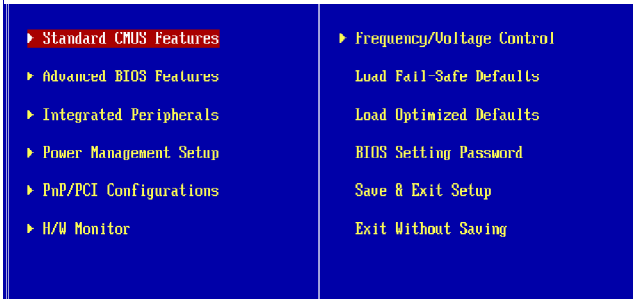 Standard CMOS Features
Advanced BIOS Features
Integrated Peripherals
Power Management Setup
PnP/PCI Configurations
H/W Monitor
Frequency/Voltage Control
Load Fail-Safe Defaults
Load Optimized Defaults
BIOS Setting Password
Save & Exit Setup
Exit Without Saving